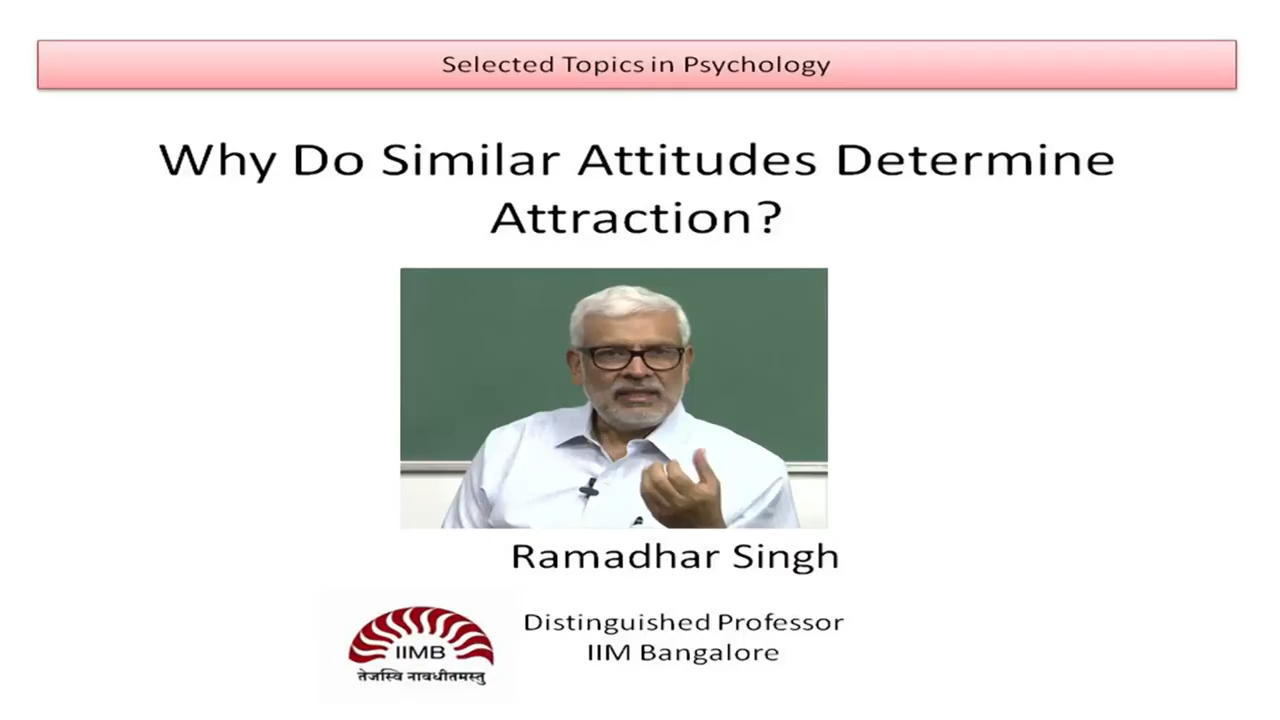 Selected Topics in Psychology
Why Do Similar Attitudes Determine
Attraction?
Ramadhar Singh
Distinguished Professor
IIM Bangalore
IIMB
तेजस्वि नावधीतमस्तु